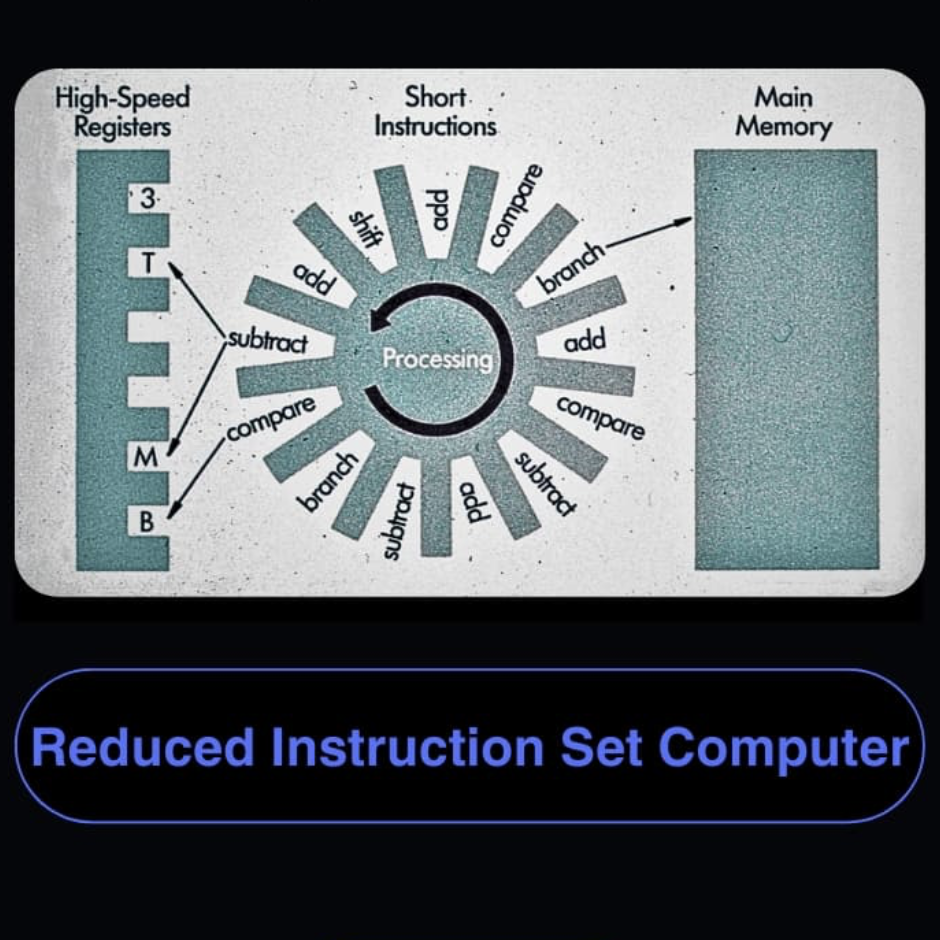 High-Speed
Registers
Short
Instructions
Main
Memory
3
T
M
B
add
compare
branch
add
compare
subtract
add
subtract
branch
compare
subtract
add
shift
Processing
Reduced Instruction Set Computer